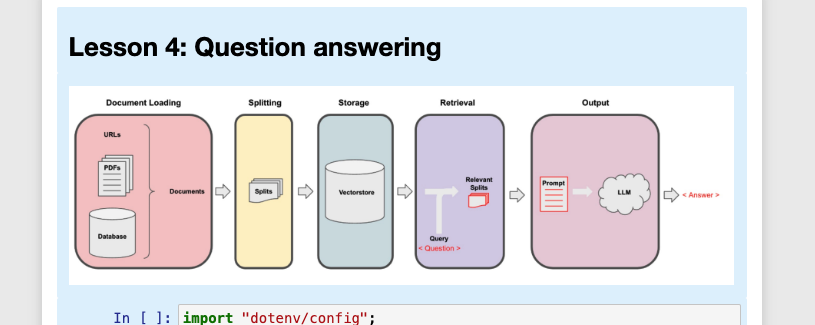 Lesson 4: Question answering
Document Loading
Splitting
Storage
Retrieval
Output
URLs
PDFs
Documents
Database
Splits
Vectorstore
Relevant
Splits
Query
< Question >
Prompt
LLM
< Answer >
In [ ]: import "dotenv/config";